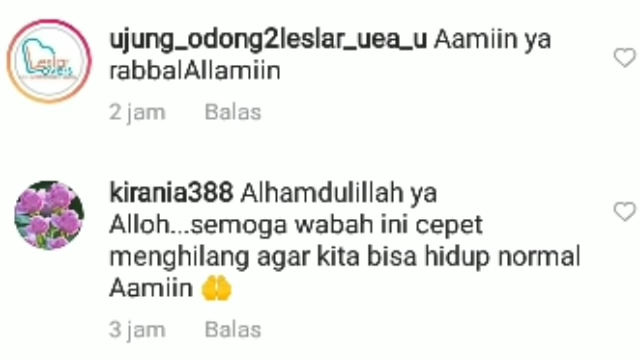 ujung_odong2leslar_uea_u Aamiin ya
rabbalAllamiin
2 jam Balas
kirania388 Alhamdulillah ya
Alloh...semoga wabah ini cepet
menghilang agar kita bisa hidup normal
Aamiin 🤲
3 jam Balas